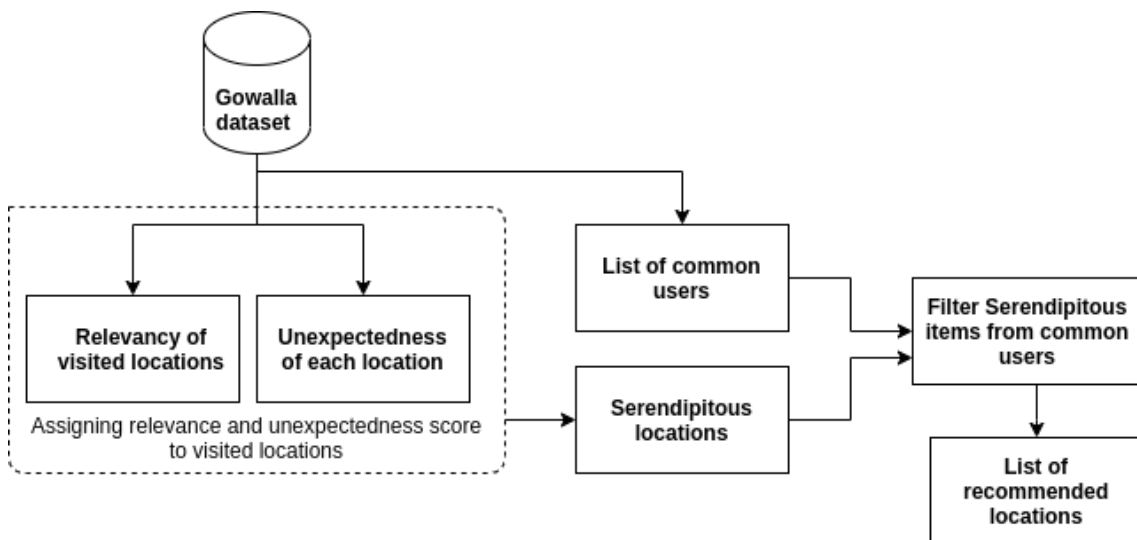 Gowalla
dataset
List of common
users
Filter Serendipitous
items from common
users
Relevancy of
visited locations
Unexpectedness
of each location
Assigning relevance and unexpectedness score
to visited locations
Serendipitous
locations
List of
recommended
locations